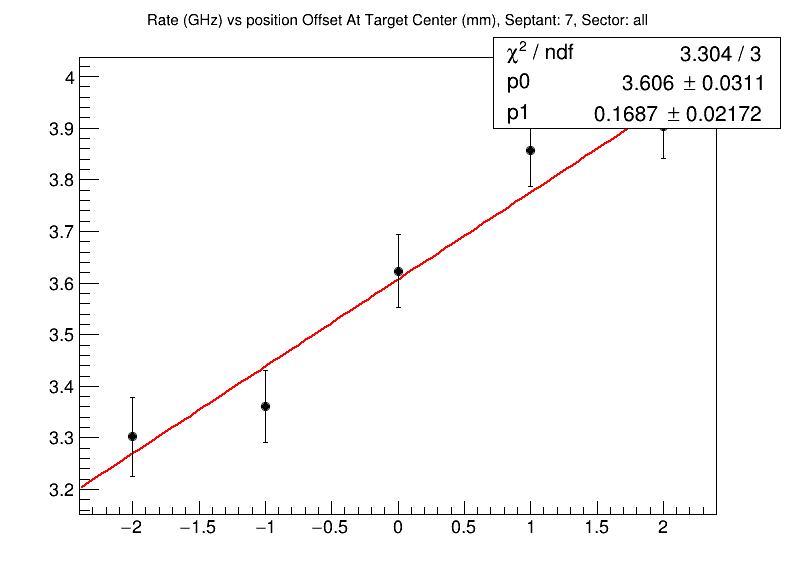 Rate (GHz) vs position Offset At Target Center (mm), Septant: 7, Sector: all
χ² / ndf 3.304 / 3
p0 3.606 ± 0.0311
p1 0.1687 ± 0.02172
4
3.9
3.8
3.7
3.6
3.5
3.4
3.3
3.2
−2 −1.5 −1 −0.5 0 0.5 1 1.5 2